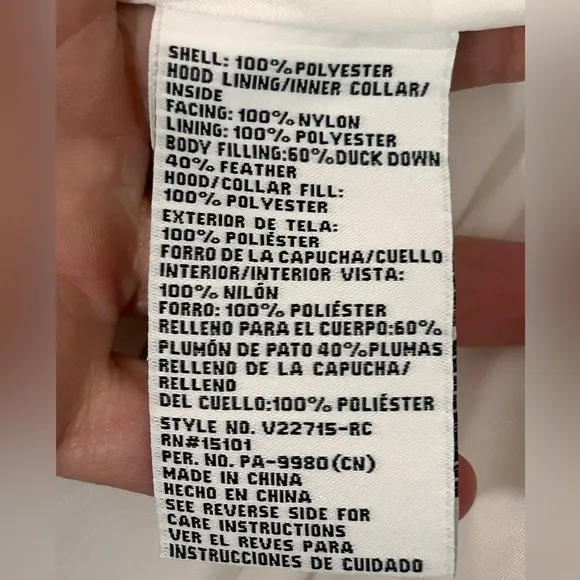 SHELL: 100% POLYESTER
HOOD LINING/INNER COLLAR/
INSIDE
FACING: 100% NYLON
LINING: 100% POLYESTER
BODY FILLING:60%DUCK DOWN
40% FEATHER
HOOD/COLLAR FILL:
100% POLYESTER
EXTERIOR DE TELA:
100% POLIÉSTER
FORRO DE LA CAPUCHA/CUELLO
INTERIOR/INTERIOR VISTA:
100% NILÓN
FORRO: 100% POLIÉSTER
RELLENO PARA EL CUERPO:60%
PLUMÓN DE PATO 40%PLUMAS
RELLENO DE LA CAPUCHA/
RELLENO
DEL CUELLO:100% POLIÉSTER
STYLE NO. V22715-RC
RN#15101
PER. NO. PA-9980(CN)
MADE IN CHINA
HECHO EN CHINA
SEE REVERSE SIDE FOR
CARE INSTRUCTIONS
VER EL REVES PARA
INSTRUCCIONES DE CUIDADO